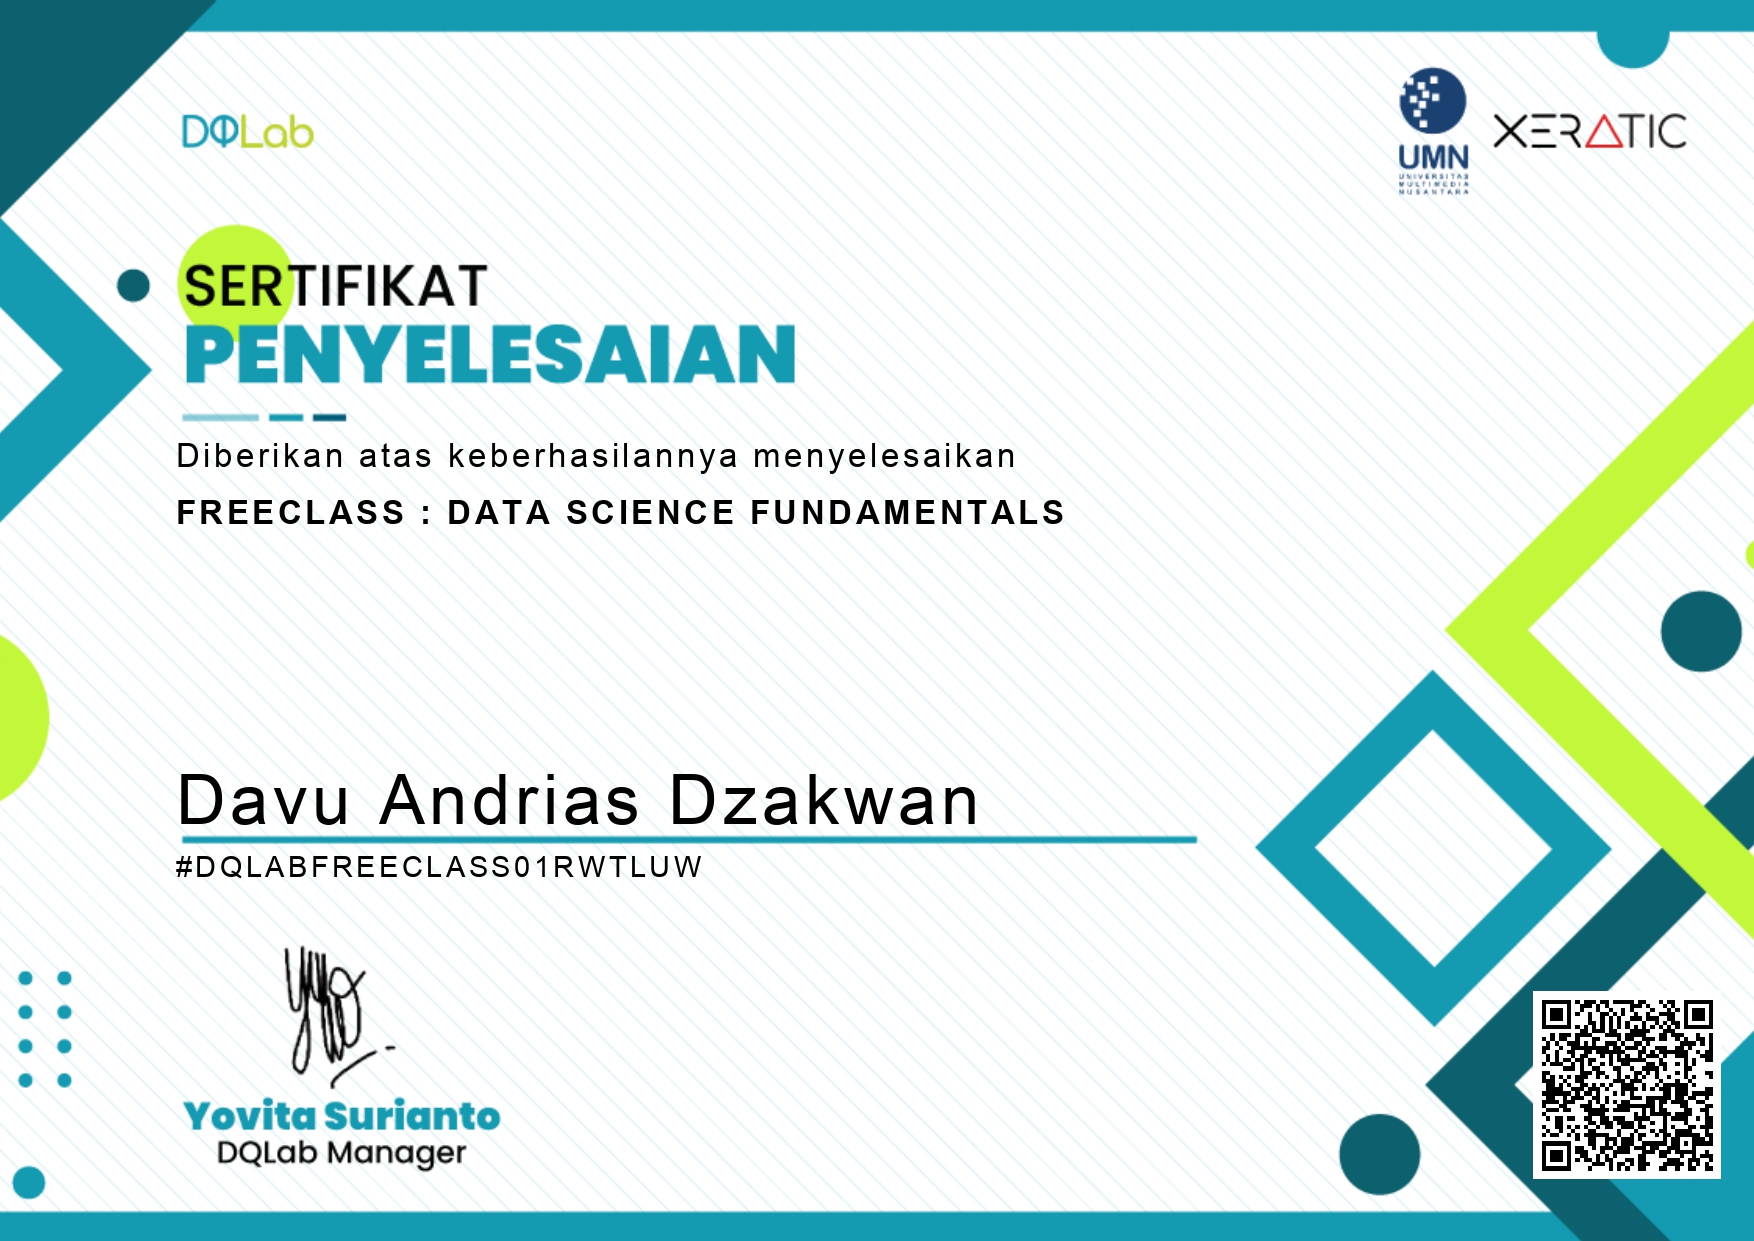 DQLab
UMN
UNIVERSITAS
MULTIMEDIA
NUSANTARA
XERATIC
SERTIFIKAT
PENYELESAIAN
Diberikan atas keberhasilannya menyelesaikan
FREECLASS : DATA SCIENCE FUNDAMENTALS
Davu Andrias Dzakwan
#DQLABFREECLASS01RWTLUW
Yovita Surianto
DQLab Manager